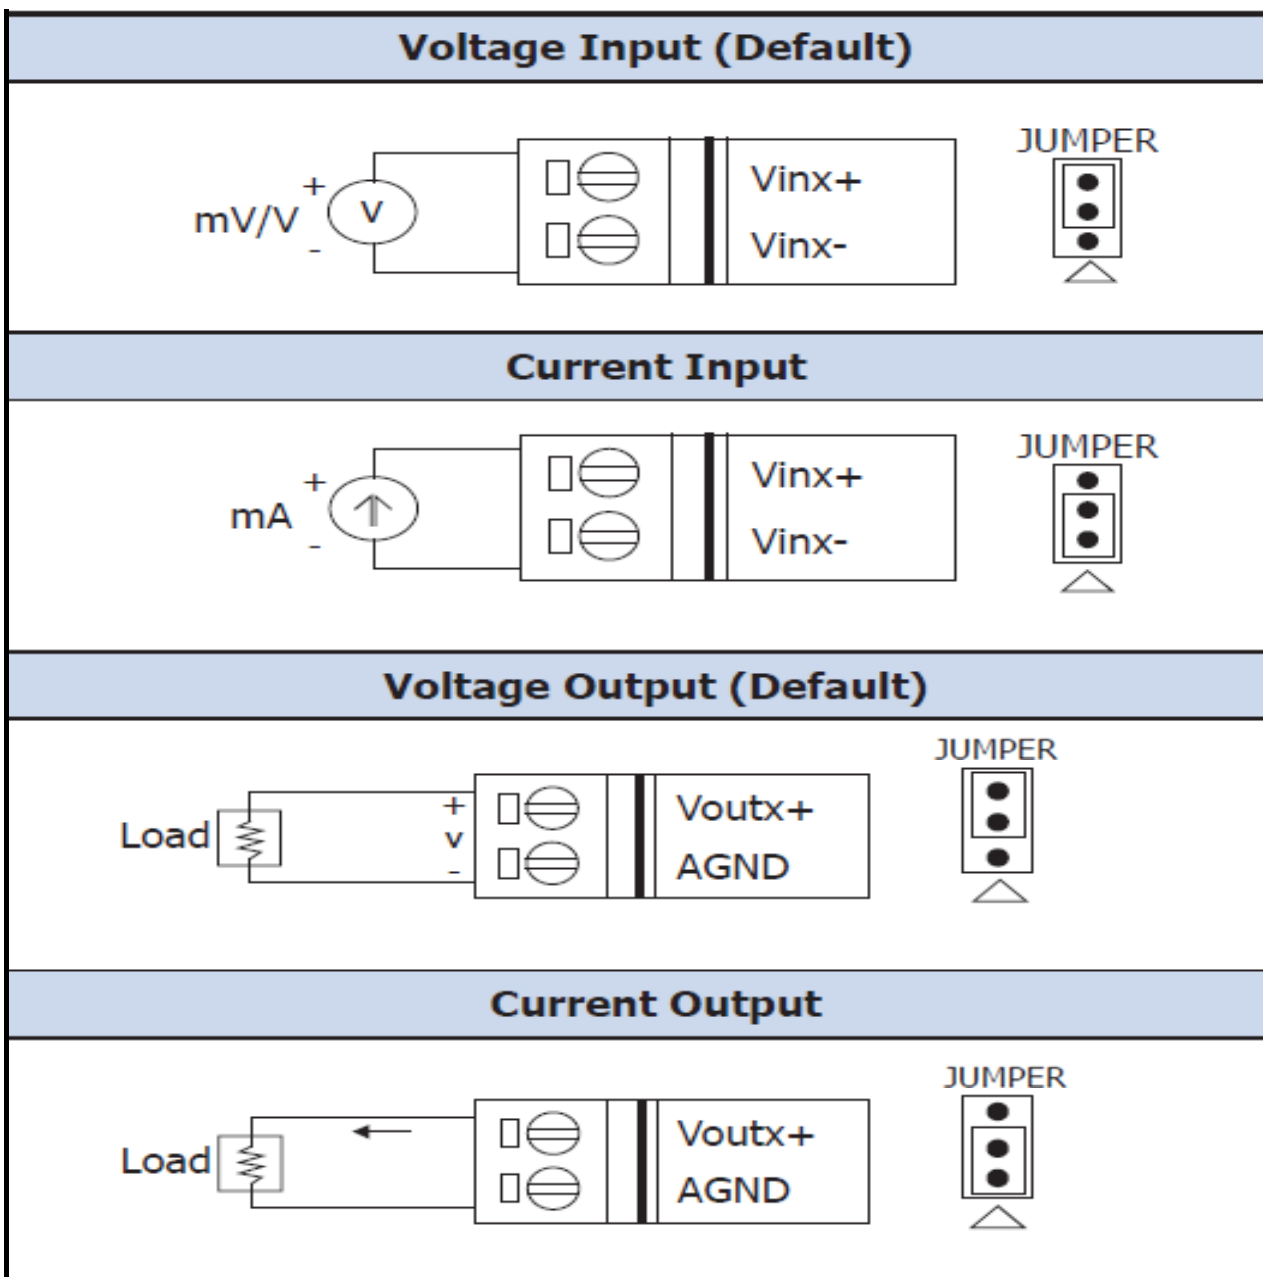 Voltage Input (Default)
JUMPER
+
mV/V
-
V
Vinx+
Vinx-
Current Input
JUMPER
+
mA
-
Vinx+
Vinx-
Voltage Output (Default)
JUMPER
Load
+
v
-
Voutx+
AGND
Current Output
JUMPER
Load
Voutx+
AGND